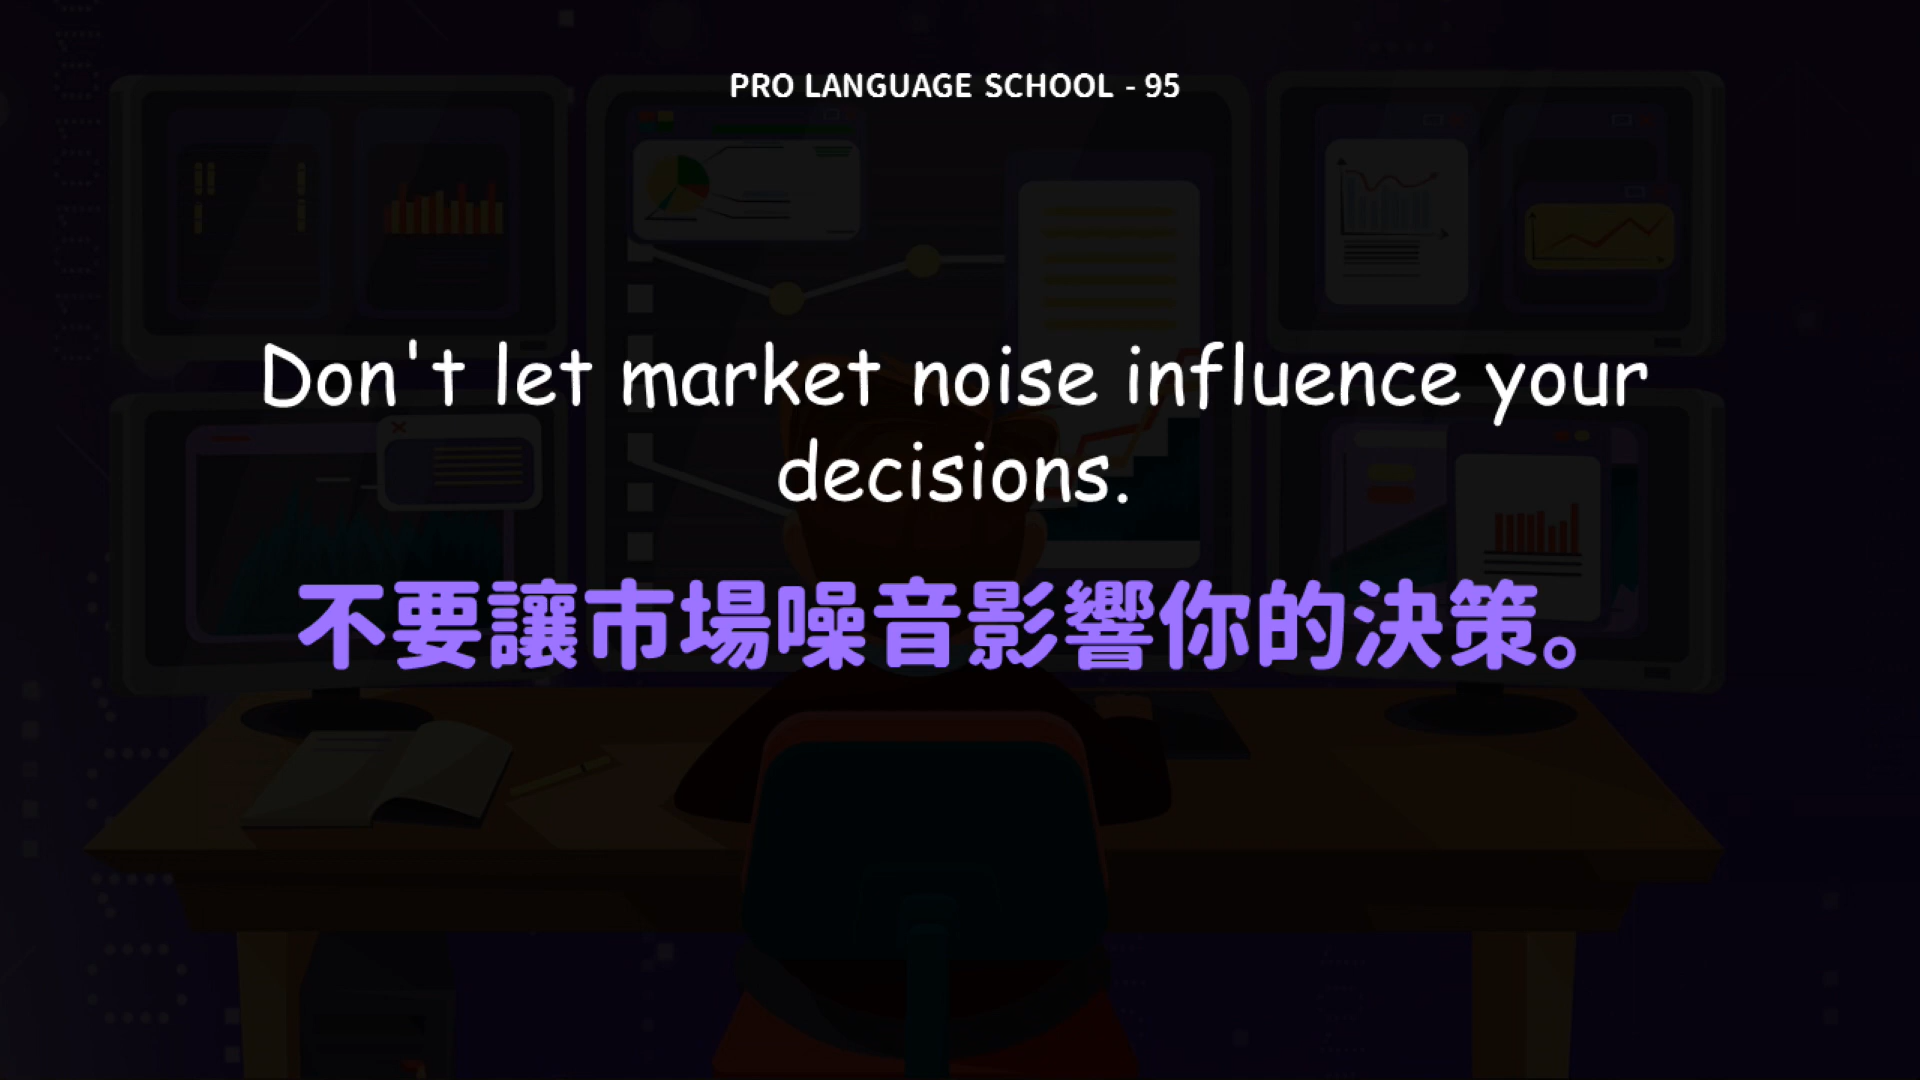 PRO LANGUAGE SCHOOL - 95
Don't let market noise influence your
decisions.
不要讓市場噪音影響你的決策。